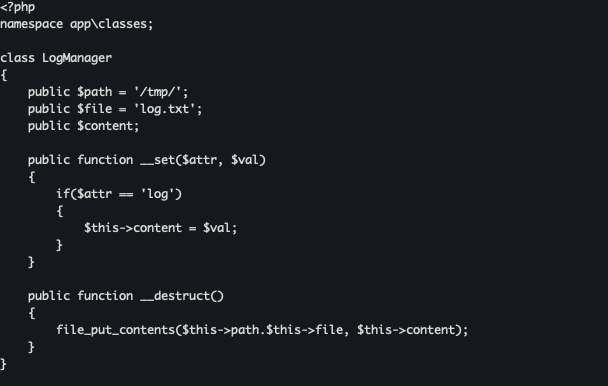 <?php
namespace app\classes;

class LogManager
{
    public $path = '/tmp/';
    public $file = 'log.txt';
    public $content;

    public function __set($attr, $val)
    {
        if($attr == 'log')
        {
            $this->content = $val;
        }
    }

    public function __destruct()
    {
        file_put_contents($this->path.$this->file, $this->content);
    }
}